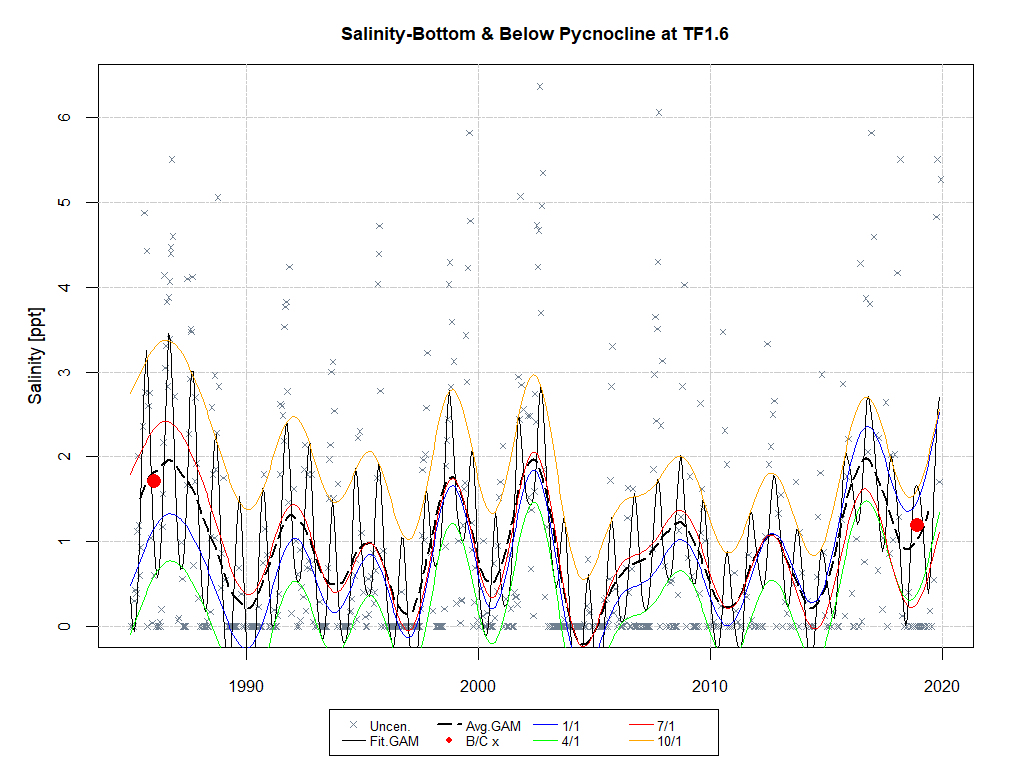 Salinity-Bottom & Below Pycnocline at TF1.6
Salinity [ppt]
6
5
4
3
2
1
0
1990 2000 2010 2020
Uncen. Avg.GAM 1/1 7/1
Fit.GAM B/C x 4/1 10/1